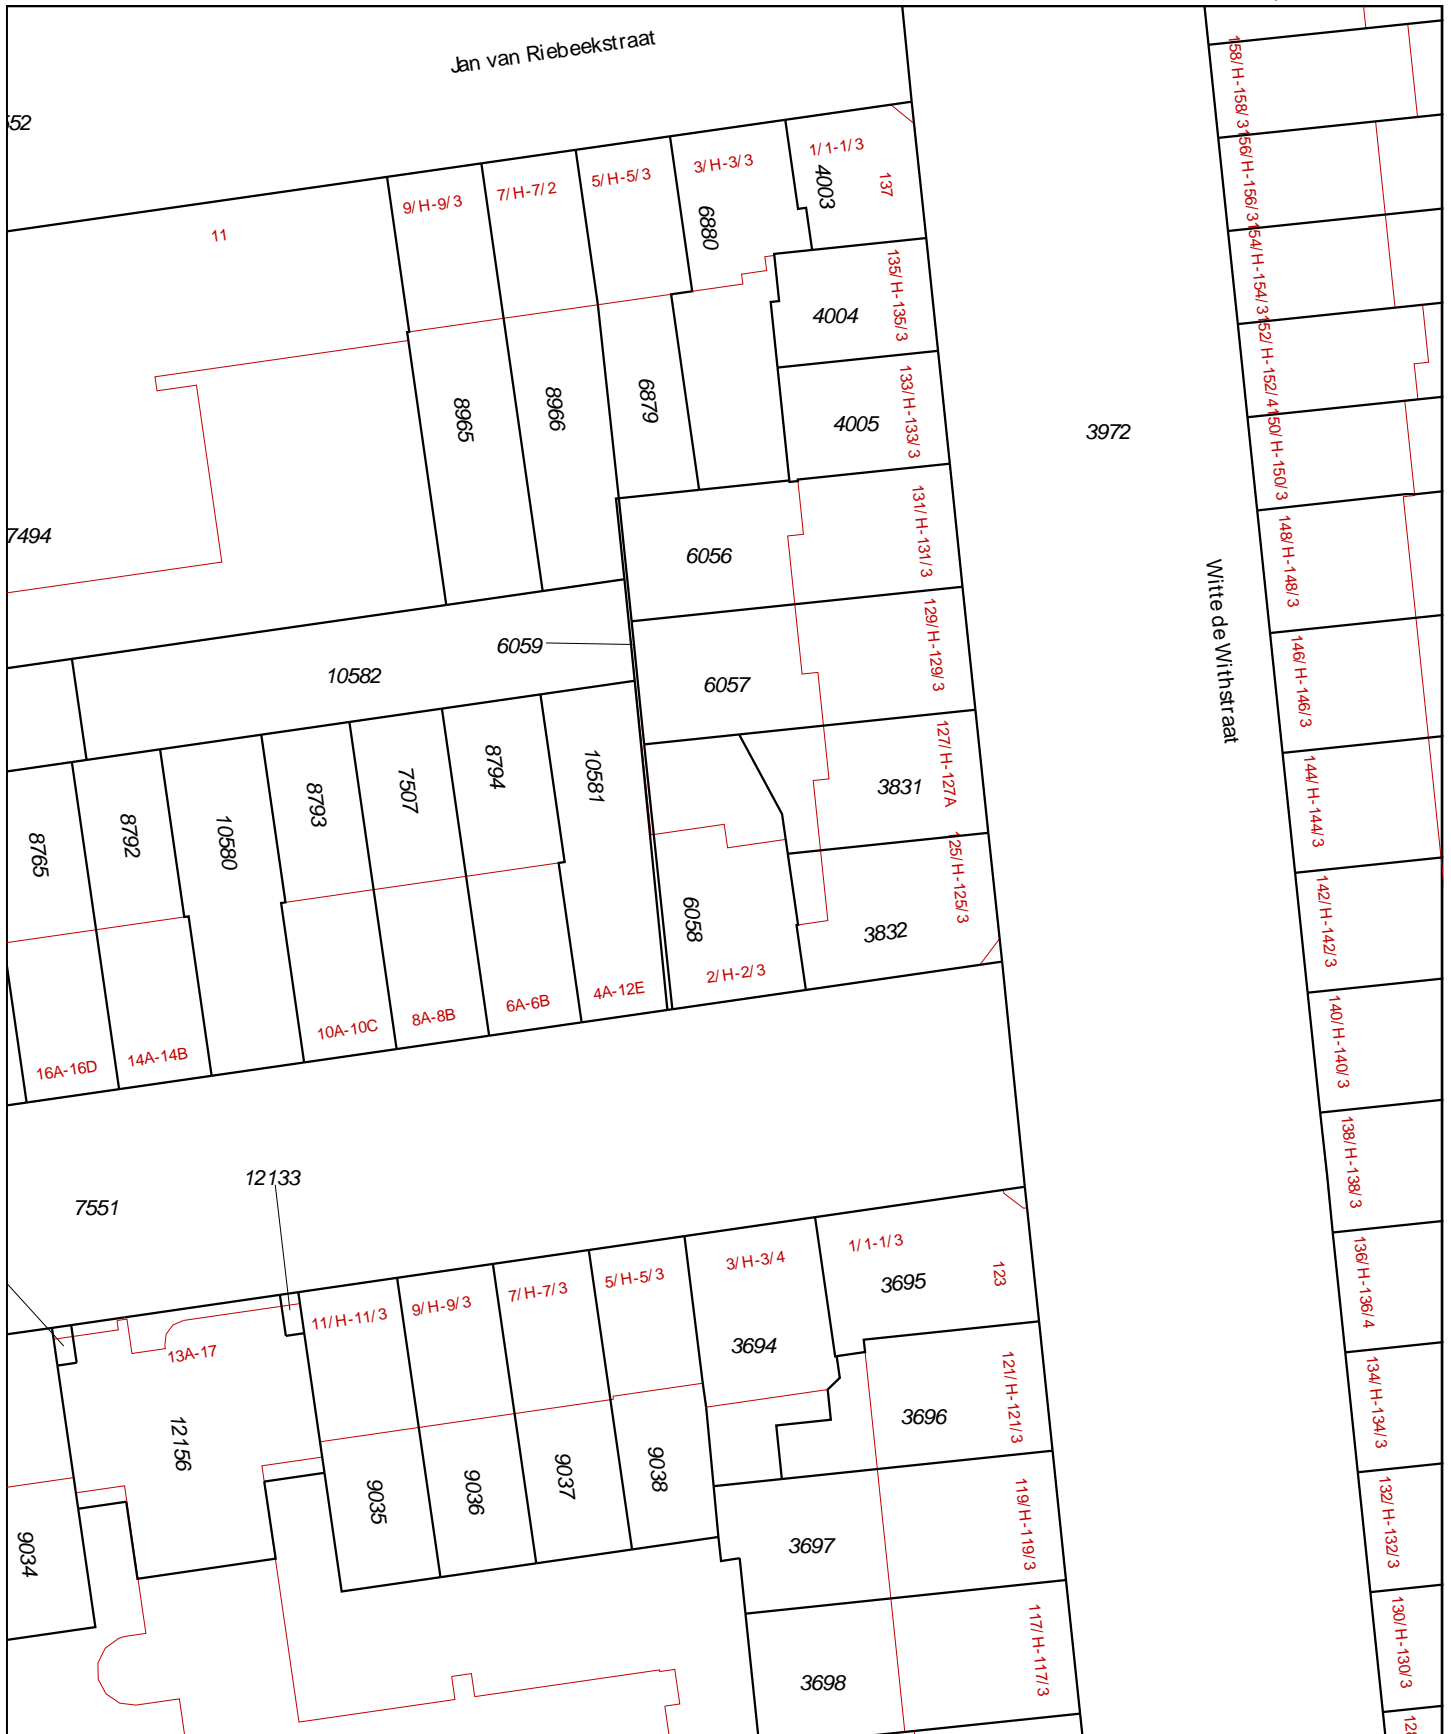 Jan van Riebeekstraat
11
9/H-9/3
7/H-7/2
5/H-5/3
3/H-3/3
1/1-1/3
137
4003
6880
135/H-135/3
4004
133/H-133/3
4005
8965
8966
6879
3972
7494
131/H-131/3
6056
129/H-129/3
6059
10582
6057
Witte de Withstraat
127/H-127A
3831
8765
8792
10580
8793
7507
8794
10581
125/H-125/3
3832
6058
2/H-2/3
16A-16D
14A-14B
10A-10C
8A-8B
6A-6B
4A-12E
158/H-158/3
156/H-156/3
154/H-154/3
152/H-152/4
150/H-150/3
148/H-148/3
146/H-146/3
144/H-144/3
142/H-142/3
140/H-140/3
138/H-138/3
136/H-136/4
134/H-134/3
132/H-132/3
130/H-130/3
7551
12133
13A-17
11/H-11/3
9/H-9/3
7/H-7/3
5/H-5/3
3/H-3/4
1/1-1/3
3695
123
3694
121/H-121/3
3696
12156
9034
9035
9036
9037
9038
119/H-119/3
3697
117/H-117/3
3698